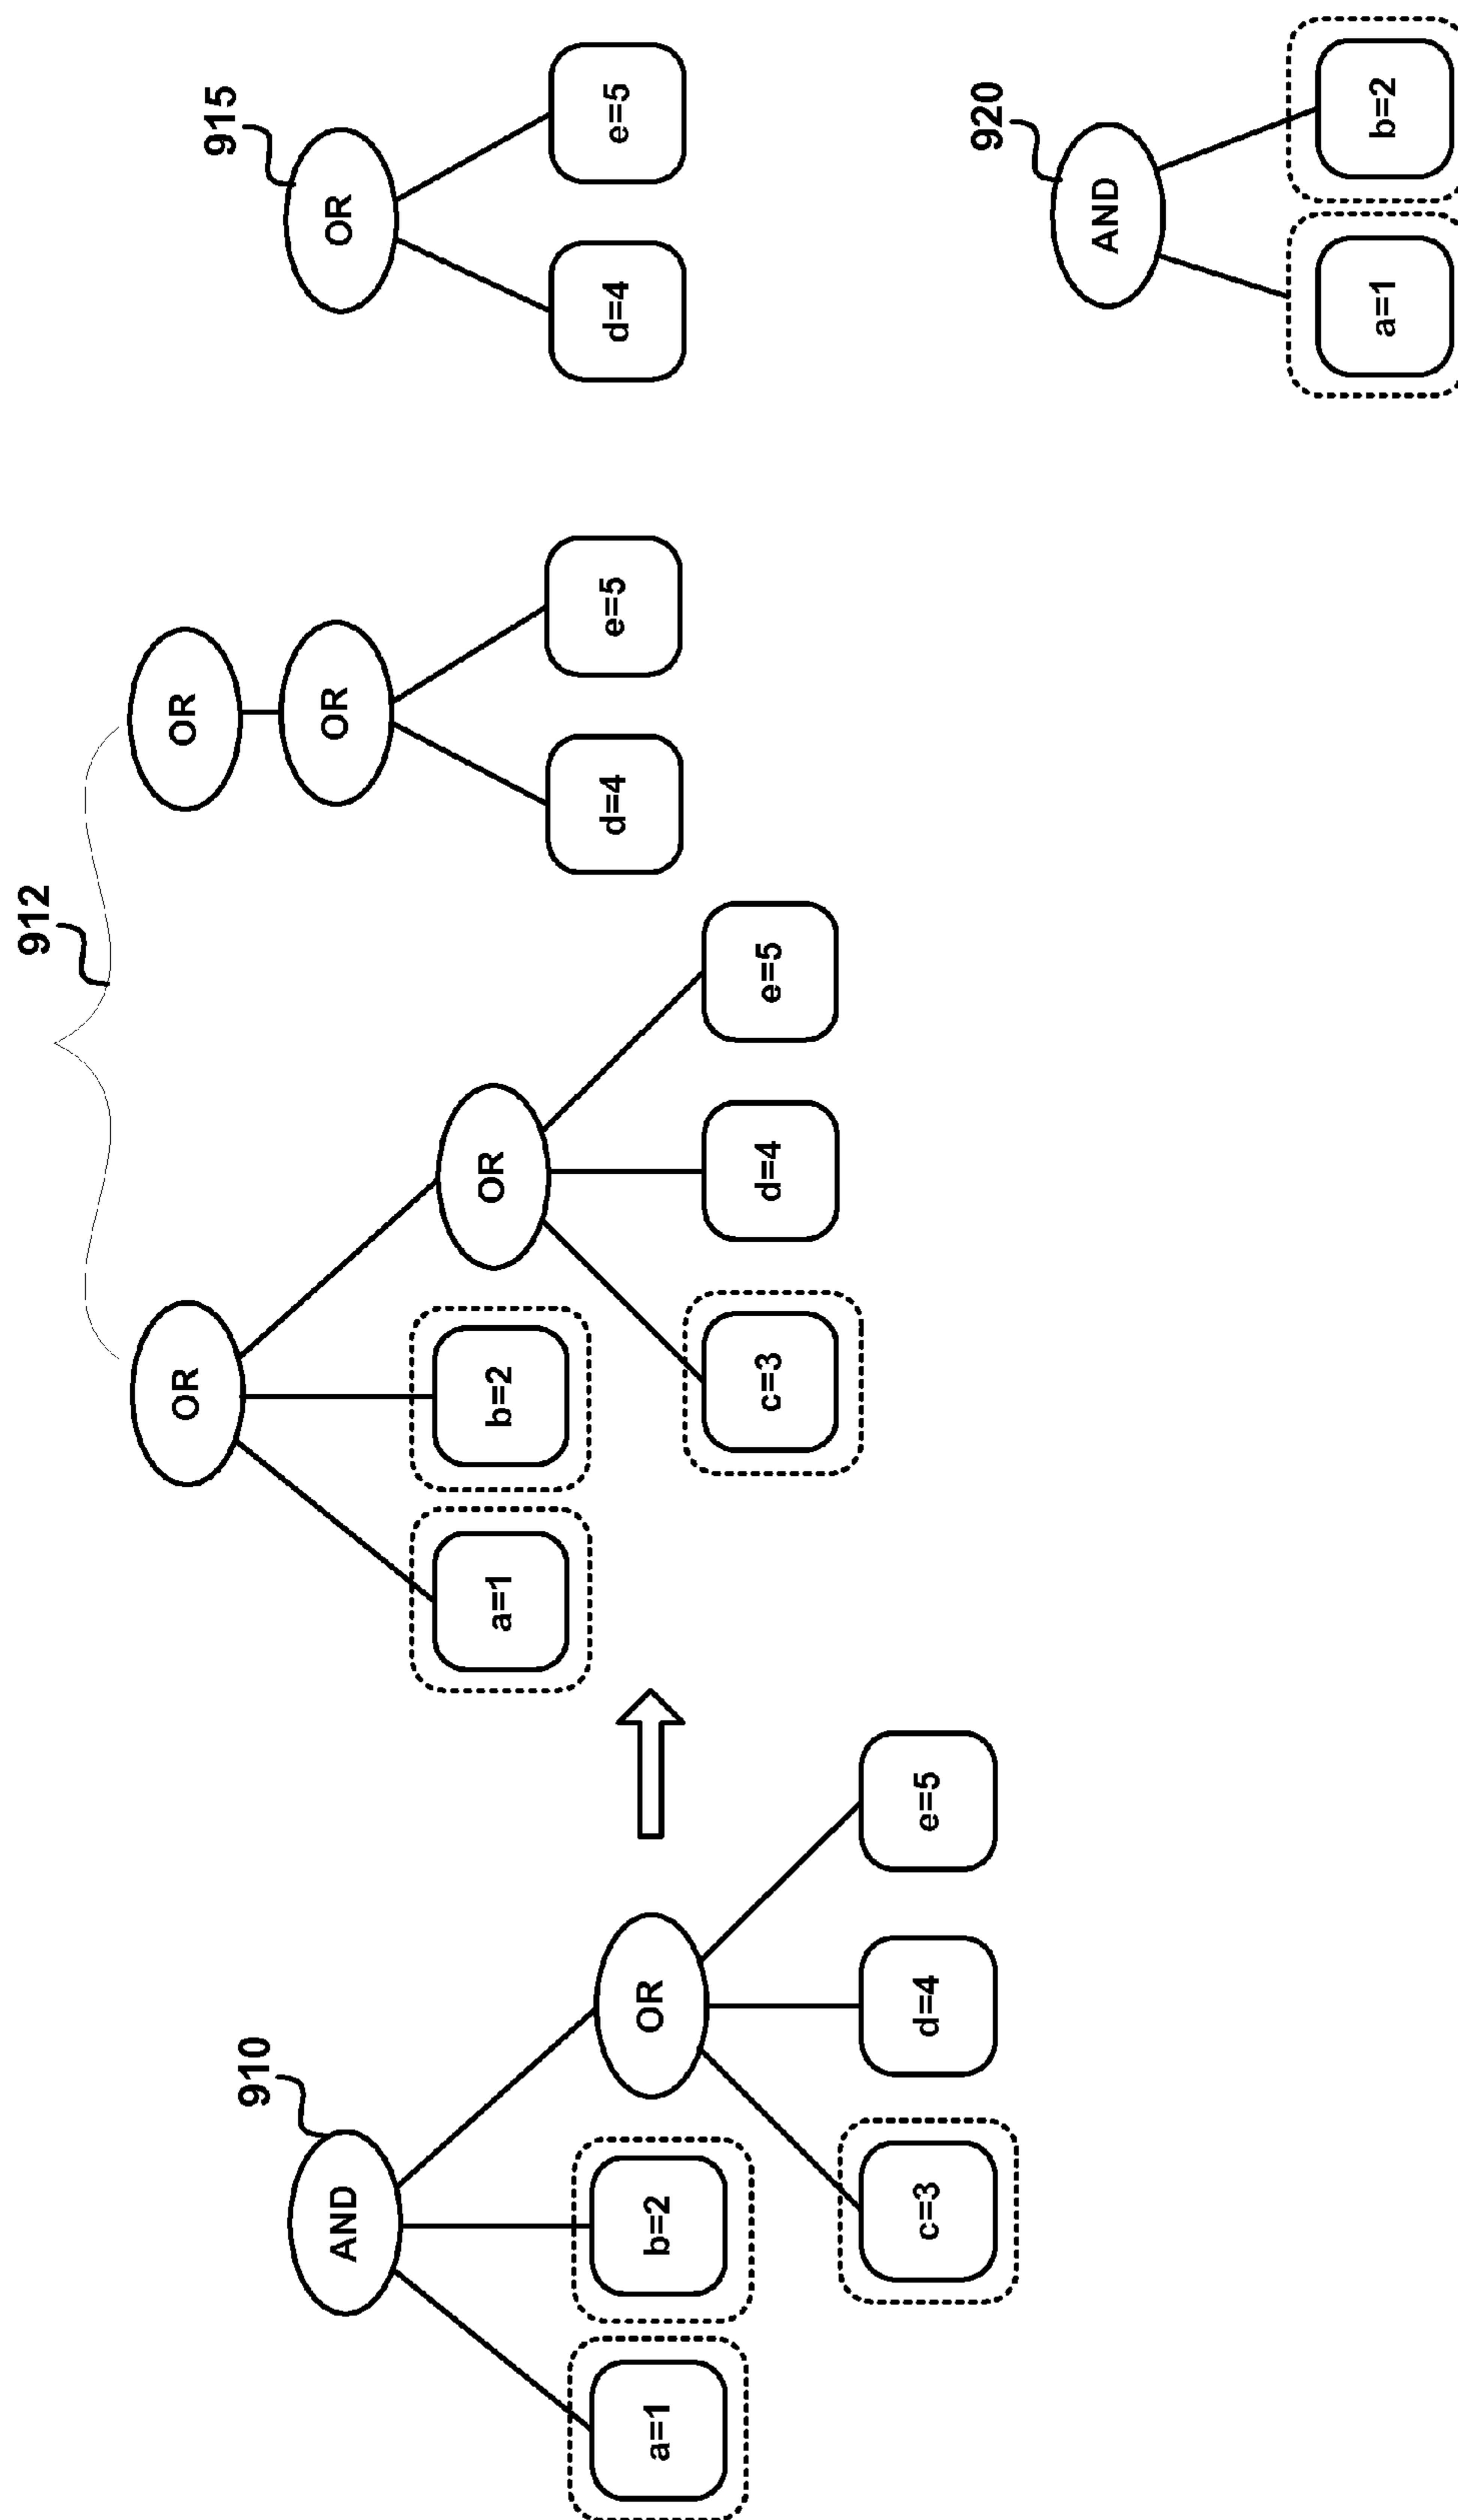 910
AND
a=1
b=2
OR
c=3
d=4
e=5
912
OR
a=1
b=2
OR
c=3
d=4
e=5
OR
OR
d=4
e=5
915
OR
d=4
e=5
920
AND
a=1
b=2